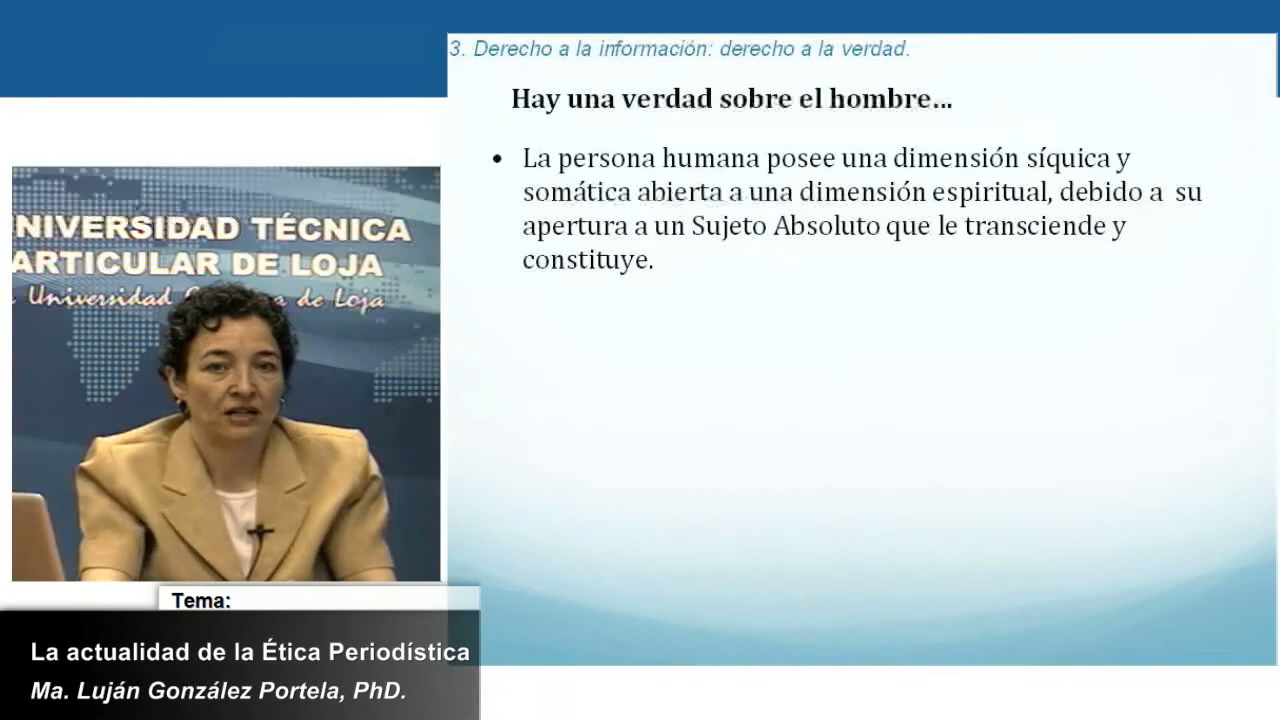 3. Derecho a la información: derecho a la verdad.
Hay una verdad sobre el hombre...
• La persona humana posee una dimensión síquica y
somática abierta a una dimensión espiritual, debido a su
apertura a un Sujeto Absoluto que le transciende y
constituye.
NIVERSIDAD TÉCNICA
ARTICULAR DE LOJA
Universidad de Loja
Tema:
La actualidad de la Ética Periodística
Ma. Luján González Portela, PhD.